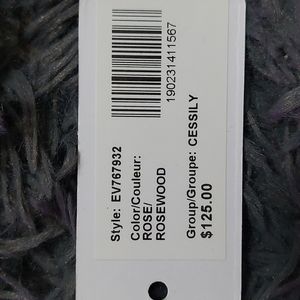 190231411567
Style: EV767932
Color/Couleur:
ROSE/
ROSEWOOD
Group/Groupe: CESSILY
$125.00